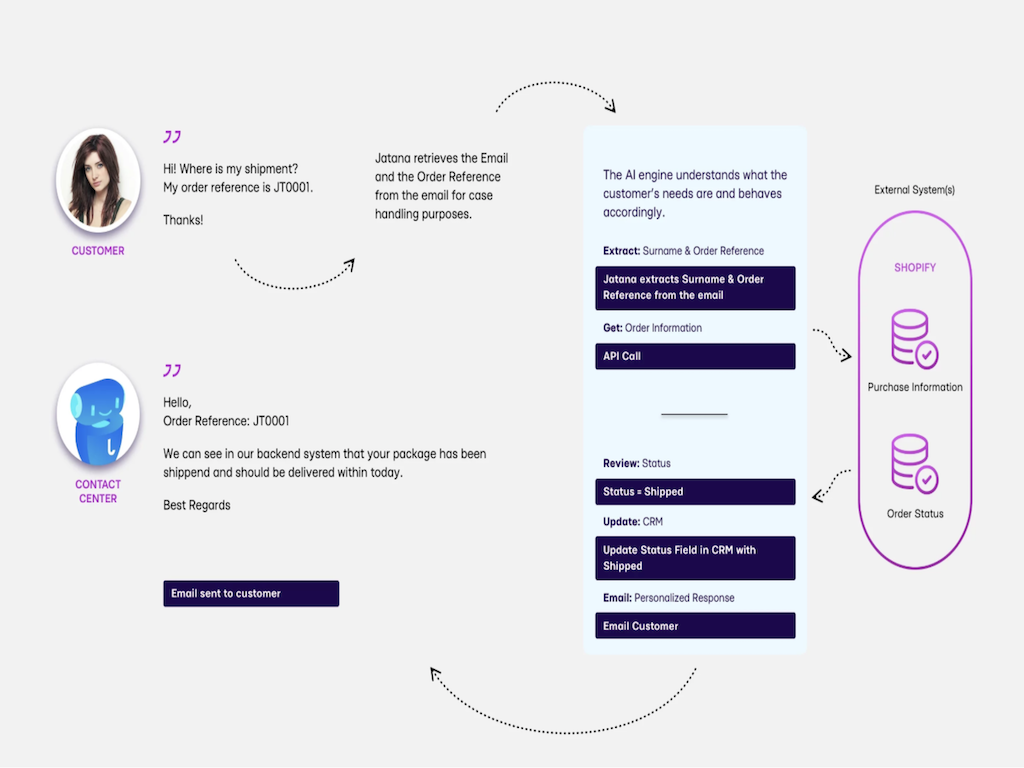 Hi! Where is my shipment?
My order reference is JT0001.
Thanks!
CUSTOMER
Jatana retrieves the Email
and the Order Reference
from the email for case
handling purposes.
The AI engine understands what the
customer's needs are and behaves
accordingly.
Extract: Surname & Order Reference
Jatana extracts Surname & Order
Reference from the email
Get: Order Information
API Call
External System(s)
SHOPIFY
Purchase Information
Order Status
Review: Status
Status = Shipped
Update: CRM
Update Status Field in CRM with
Shipped
Email: Personalized Response
Email Customer
Hello,
Order Reference: JT0001
We can see in our backend system that your package has been
shippend and should be delivered within today.
Best Regards
CONTACT
CENTER
Email sent to customer